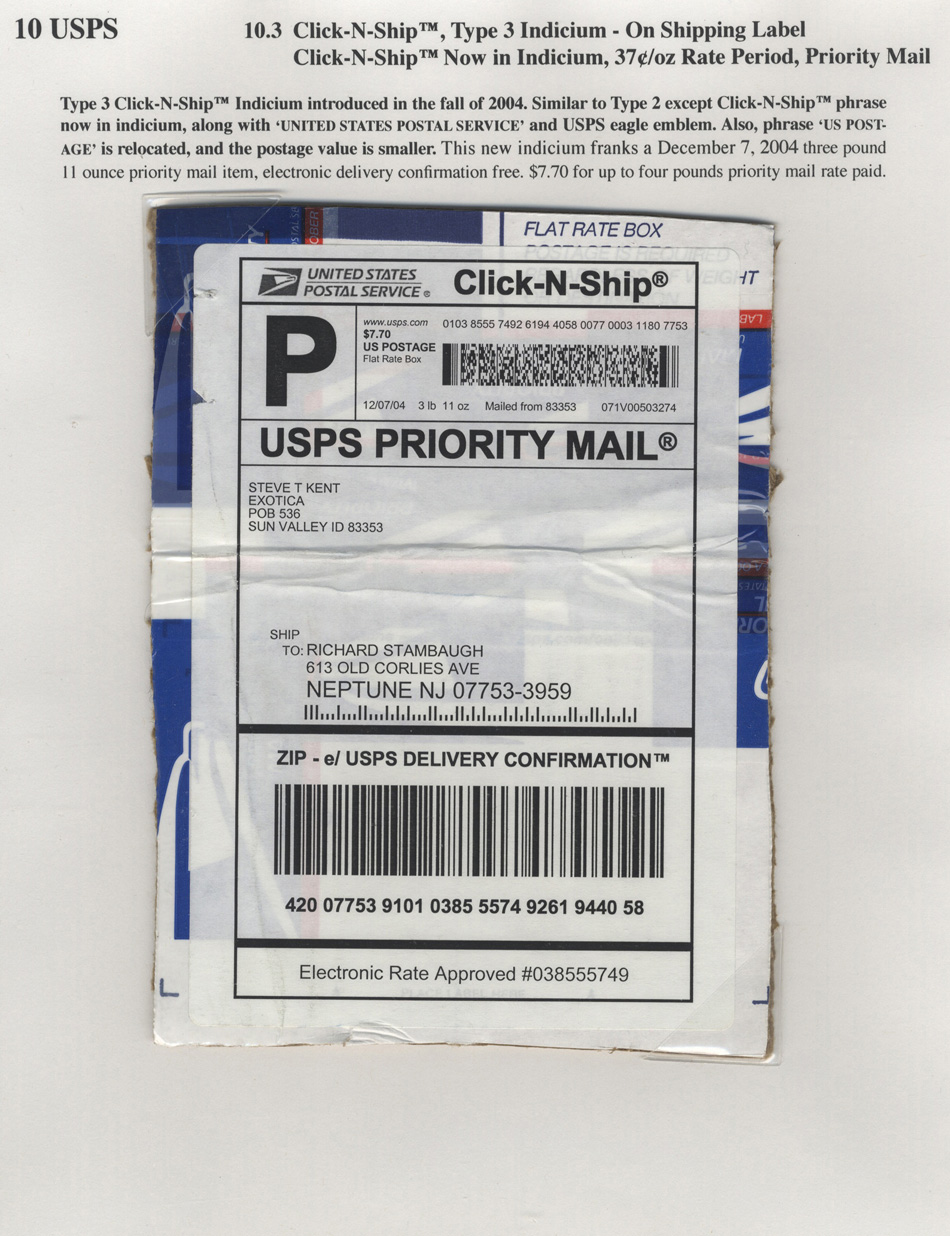 10 USPS
10.3 Click-N-Ship™, Type 3 Indicium - On Shipping Label
Click-N-Ship™ Now in Indicium, 37¢/oz Rate Period, Priority Mail
Type 3 Click-N-Ship™ Indicium introduced in the fall of 2004. Similar to Type 2 except Click-N-Ship™ phrase
now in indicium, along with ‘UNITED STATES POSTAL SERVICE’ and USPS eagle emblem. Also, phrase ‘US POST-
AGE’ is relocated, and the postage value is smaller. This new indicium franks a December 7, 2004 three pound
11 ounce priority mail item, electronic delivery confirmation free. $7.70 for up to four pounds priority mail rate paid.
FLAT RATE BOX
POSTAGE IS REQUIRED
UNITED STATES
POSTAL SERVICE®
Click-N-Ship®
P
www.usps.com
$7.70
US POSTAGE
Flat Rate Box
0103 8555 7492 6194 4058 0077 0003 1180 7753
12/07/04 3 lb 11 oz Mailed from 83353 071V00503274
USPS PRIORITY MAIL®
STEVE T KENT
EXOTICA
POB 536
SUN VALLEY ID 83353
SHIP
TO: RICHARD STAMBAUGH
613 OLD CORLIES AVE
NEPTUNE NJ 07753-3959
ZIP - e/ USPS DELIVERY CONFIRMATION™
420 07753 9101 0385 5574 9261 9440 58
Electronic Rate Approved #038555749